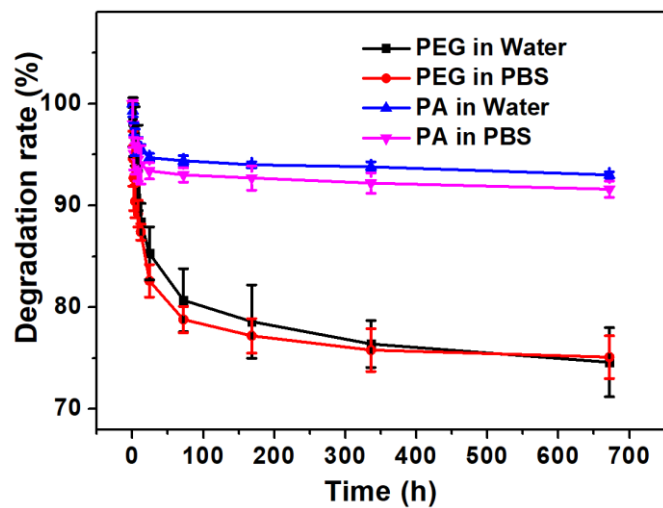 PEG in Water
PEG in PBS
PA in Water
PA in PBS
Degradation rate (%)
100
90
80
70
0 100 200 300 400 500 600 700
Time (h)